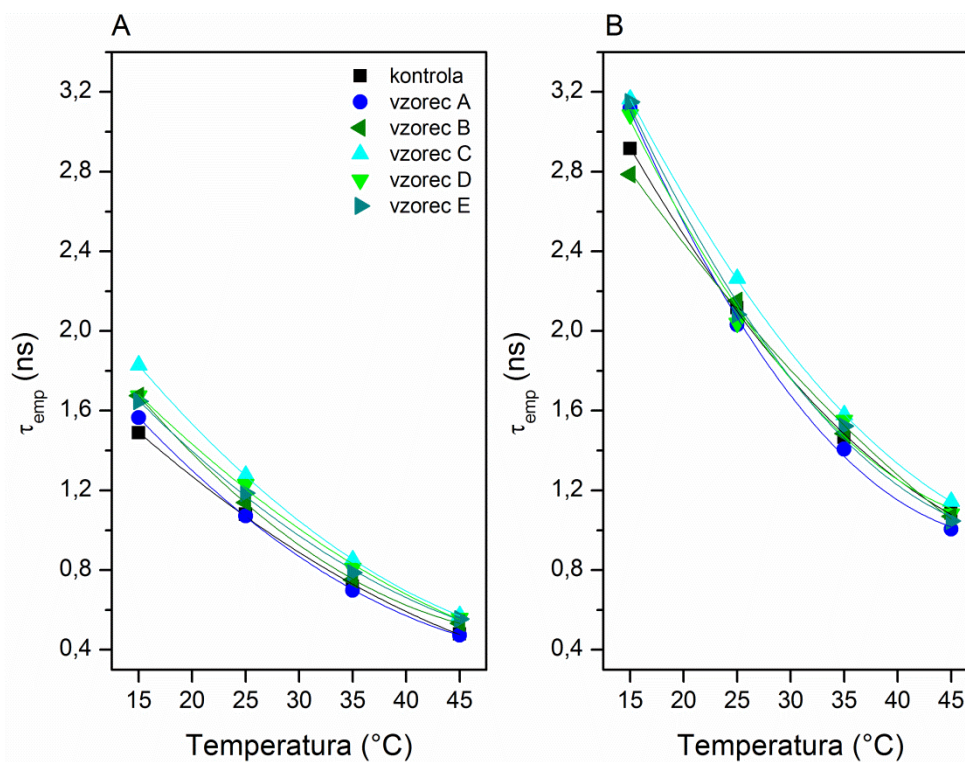 A
B
3,2
2,8
2,4
2,0
1,6
1,2
0,8
0,4
τemp (ns)
kontrola
vzorec A
vzorec B
vzorec C
vzorec D
vzorec E
15 20 25 30 35 40 45
Temperatura (°C)
3,2
2,8
2,4
2,0
1,6
1,2
0,8
0,4
τemp (ns)
15 20 25 30 35 40 45
Temperatura (°C)